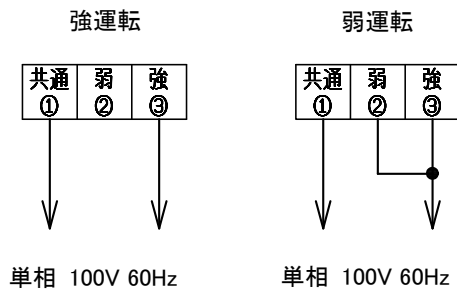 強運転
弱運転
共通 弱 強
① ② ③
共通 弱 強
① ② ③
単相 100V 60Hz
単相 100V 60Hz